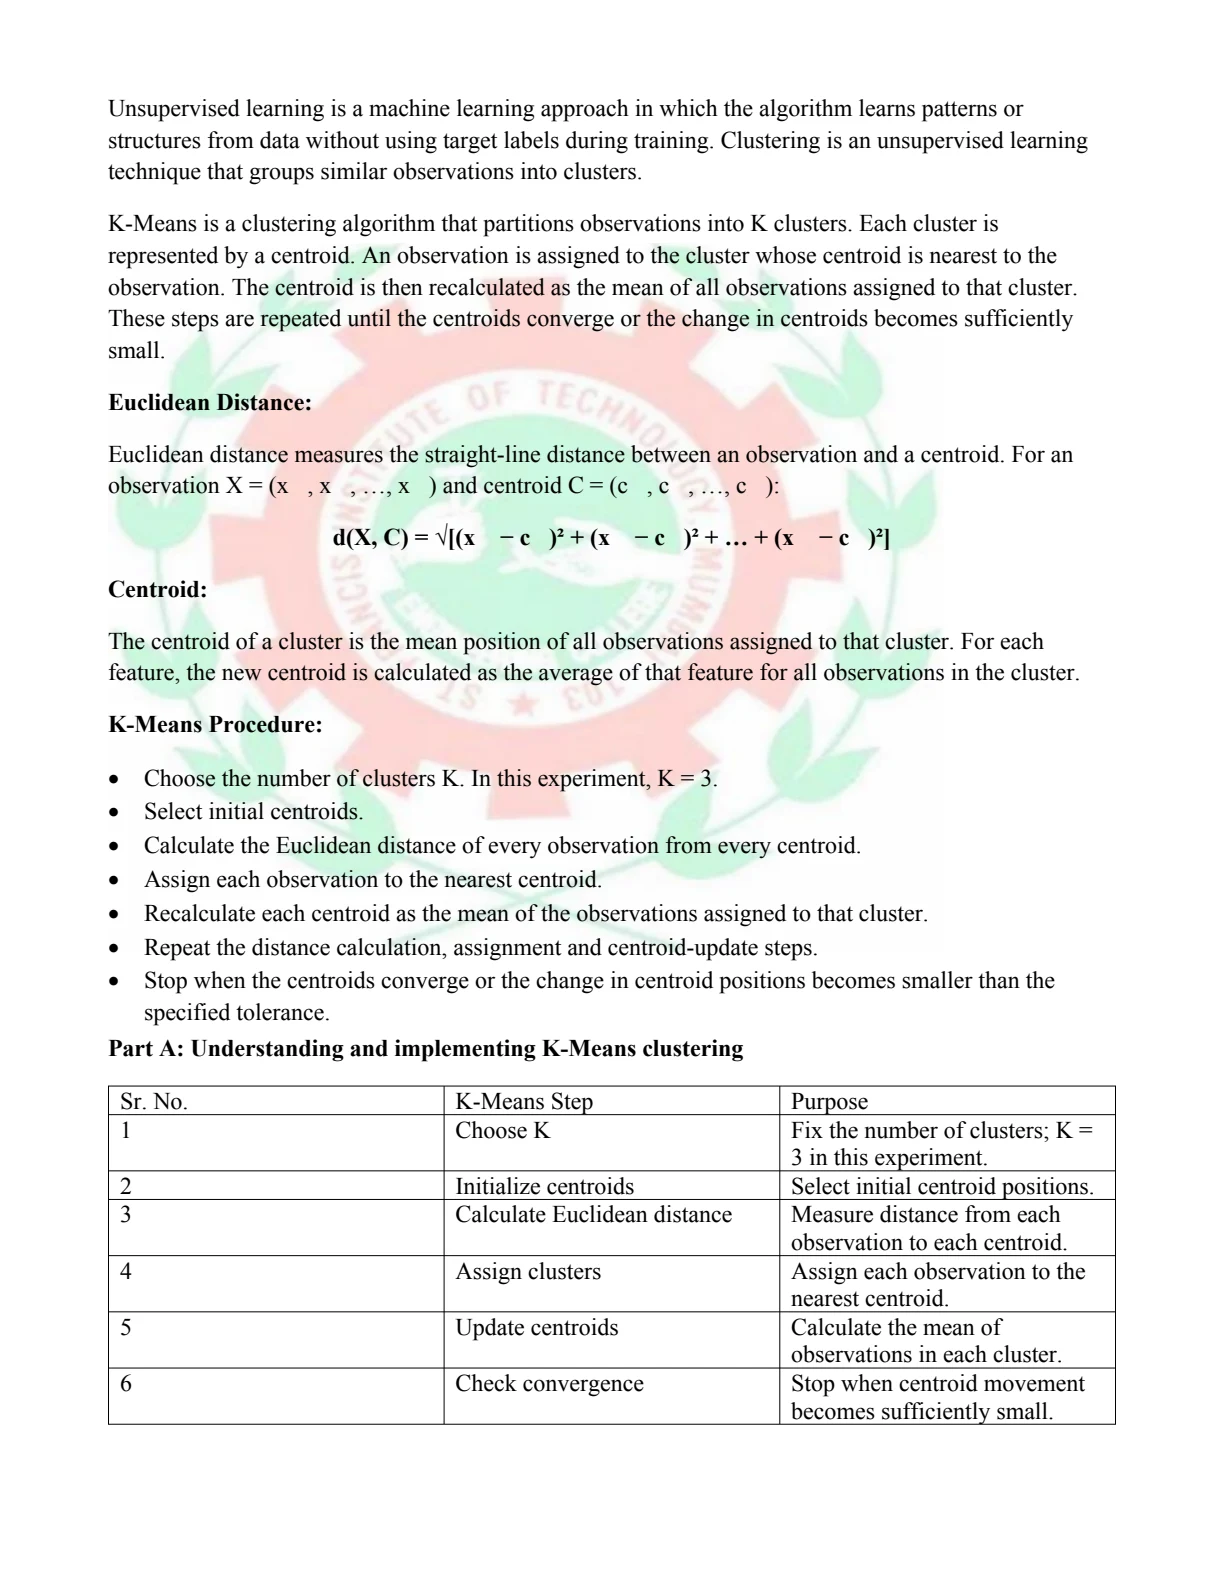 Unsupervised learning is a machine learning approach in which the algorithm learns patterns or
structures from data without using target labels during training. Clustering is an unsupervised learning
technique that groups similar observations into clusters.
K-Means is a clustering algorithm that partitions observations into K clusters. Each cluster is
represented by a centroid. An observation is assigned to the cluster whose centroid is nearest to the
observation. The centroid is then recalculated as the mean of all observations assigned to that cluster.
These steps are repeated until the centroids converge or the change in centroids becomes sufficiently
small.
Euclidean Distance:
Euclidean distance measures the straight-line distance between an observation and a centroid. For an
observation X = (x , x , …, x ) and centroid C = (c , c , …, c ):
d(X, C) = √[(x − c )² + (x − c )² + … + (x − c )²]
Centroid:
The centroid of a cluster is the mean position of all observations assigned to that cluster. For each
feature, the new centroid is calculated as the average of that feature for all observations in the cluster.
K-Means Procedure:
• Choose the number of clusters K. In this experiment, K = 3.
• Select initial centroids.
• Calculate the Euclidean distance of every observation from every centroid.
• Assign each observation to the nearest centroid.
• Recalculate each centroid as the mean of the observations assigned to that cluster.
• Repeat the distance calculation, assignment and centroid-update steps.
• Stop when the centroids converge or the change in centroid positions becomes smaller than the
specified tolerance.
Part A: Understanding and implementing K-Means clustering
Sr. No. K-Means Step Purpose
1 Choose K Fix the number of clusters; K =
3 in this experiment.
2 Initialize centroids Select initial centroid positions.
3 Calculate Euclidean distance Measure distance from each
observation to each centroid.
4 Assign clusters Assign each observation to the
nearest centroid.
5 Update centroids Calculate the mean of
observations in each cluster.
6 Check convergence Stop when centroid movement
becomes sufficiently small.
INSTITUTE OF TECHNOLOGY, MUMBAI